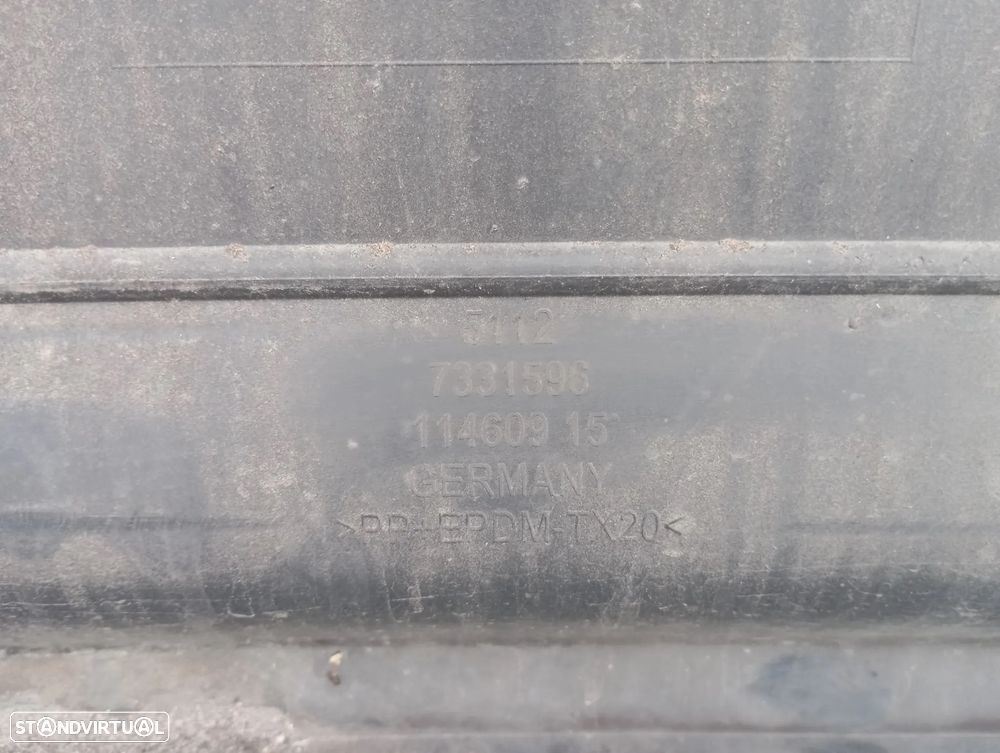 5112
7331596
114609 15
GERMANY
>PP+EPDM-TX20<
STANDVIRTUAL